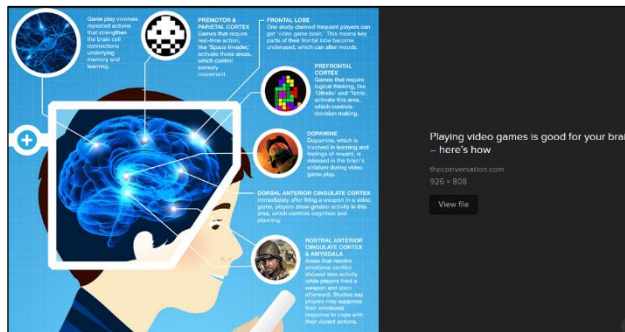 Game play involves
repeated actions
that strengthen
the brain cell
connections
underlying
memory and
learning.
PREMOTOR &
PARIETAL CORTEX
Games that require
real-time action,
like 'Space Invader,'
activate these areas,
which control
sensory
movement.
FRONTAL LOBE
One study claimed frequent players can
get 'video game brain.' This means key
parts of their frontal lobe become
underused, which can alter moods.
PREFRONTAL
CORTEX
Games that require
logical thinking, like
'Othello' and 'Tetris',
activate this area,
which controls
decision making.
DOPAMINE
Dopamine, which is
involved in learning and
feelings of reward, is
released in the brain's
striatum during video
game play.
DORSAL ANTERIOR CINGULATE CORTEX
Immediately after firing a weapon in a video
game, players show greater activity in this
area, which controls cognition and
planning.
ROSTRAL ANTERIOR
CINGULATE CORTEX
& AMYGDALA
Areas that resolve
emotional conflict
showed less activity
while players fired a
weapon and soon
afterward. Studies say
players may suppress
their emotional
response to cope with
their violent actions.
Playing video games is good for your brai
– here's how
theconversation.com
926 × 808
View file